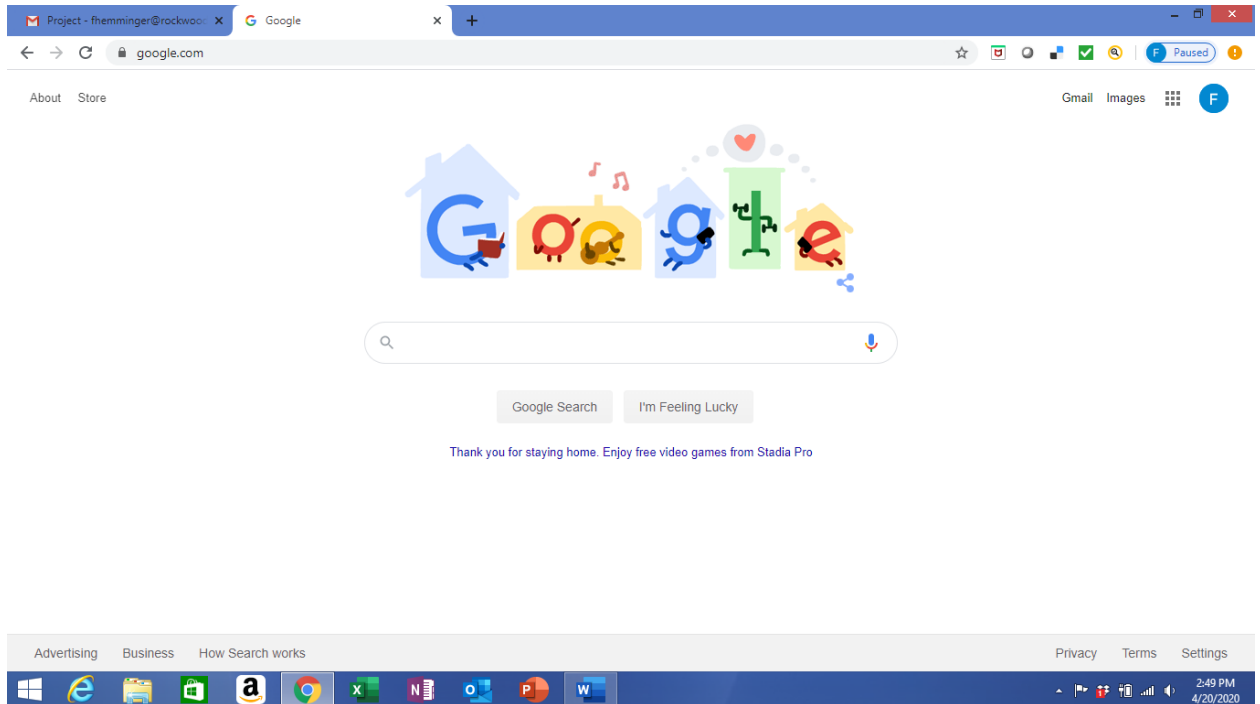 Project - fhemminger@rockwood
Google
google.com
F Paused
About Store
Gmail Images F
Google
Google Search I'm Feeling Lucky
Thank you for staying home. Enjoy free video games from Stadia Pro
Advertising Business How Search works
Privacy Terms Settings
2:49 PM
4/20/2020